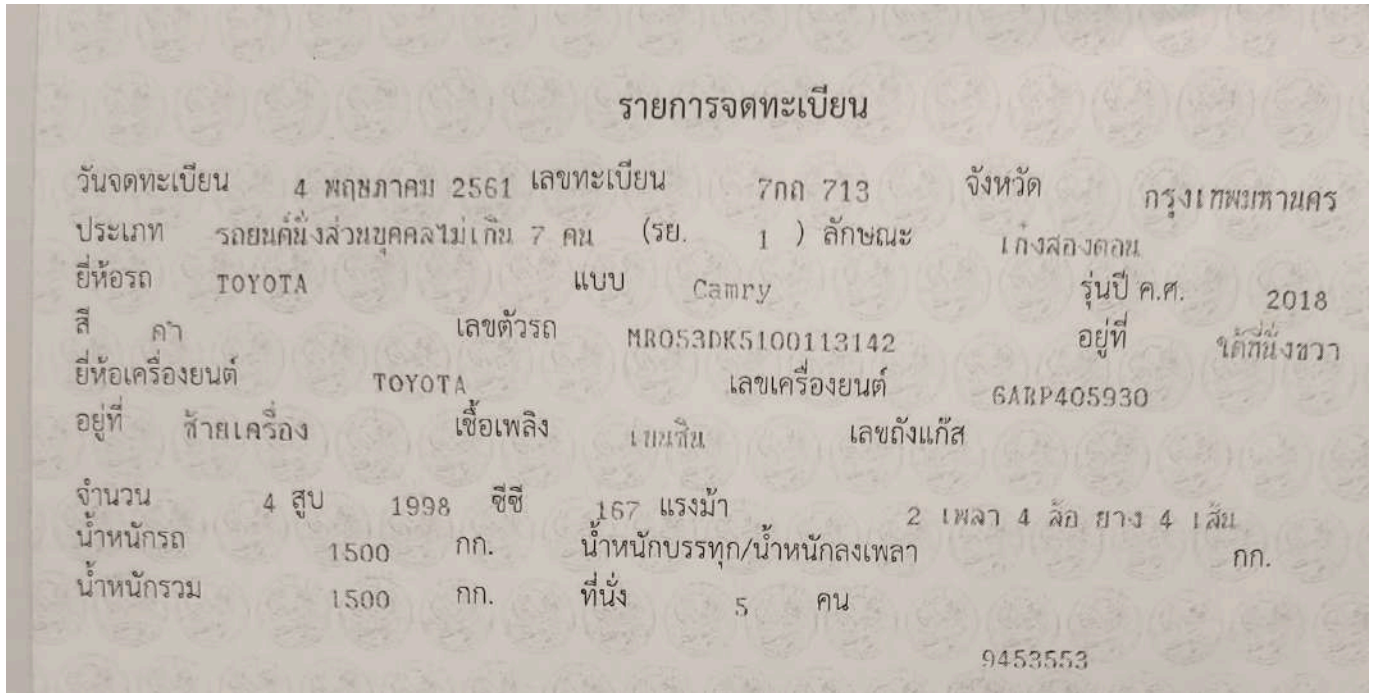 รายการจดทะเบียน
วันจดทะเบียน 4 พฤษภาคม 2561 เลขทะเบียน 7กถ 713 จังหวัด กรุงเทพมหานคร
ประเภท รถยนต์นั่งส่วนบุคคลไม่เกิน 7 คน (รย. 1 ) ลักษณะ เก๋งสองตอน
ยี่ห้อรถ TOYOTA แบบ Camry รุ่นปี ค.ศ. 2018
สี ดำ เลขตัวรถ MR053DK5100113142 อยู่ที่ ใต้ที่นั่งขวา
ยี่ห้อเครื่องยนต์ TOYOTA เลขเครื่องยนต์ 6ARP405930
อยู่ที่ ซ้ายเครื่อง เชื้อเพลิง เบนซิน เลขถังแก๊ส
จำนวน 4 สูบ 1998 ซีซี 167 แรงม้า 2 เพลา 4 ล้อ ยาง 4 เส้น
น้ำหนักรถ 1500 กก. น้ำหนักบรรทุก/น้ำหนักลงเพลา กก.
น้ำหนักรวม 1500 กก. ที่นั่ง 5 คน
9453553